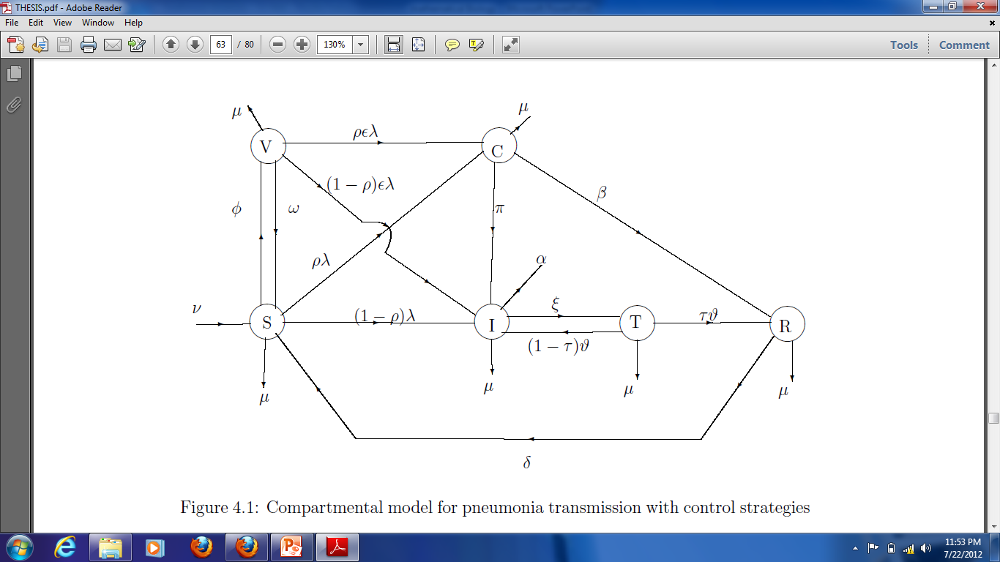 THESIS.pdf - Adobe Reader
File Edit View Window Help
63 / 80 130% Tools Comment
μ μ
V ρϵλ C
(1 − ρ)ϵλ β
ϕ ω π
ρλ α
ν S (1 − ρ)λ I ξ T τϑ R
(1 − τ)ϑ
μ μ μ μ
δ
Figure 4.1: Compartmental model for pneumonia transmission with control strategies
11:53 PM
7/22/2012